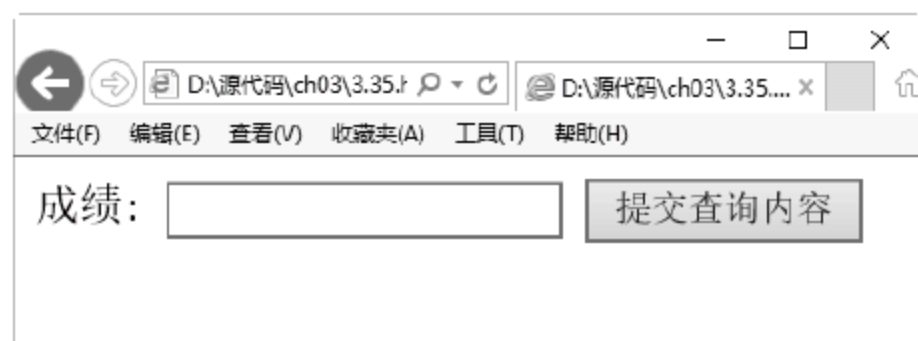 D:\源代码\ch03\3.35.h D:\源代码\ch03\3.35....
文件(F) 编辑(E) 查看(V) 收藏夹(A) 工具(T) 帮助(H)
成绩: 提交查询内容